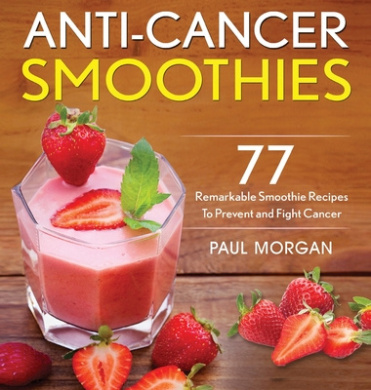 ANTI-CANCER
SMOOTHIES
77
Remarkable Smoothie Recipes
To Prevent and Fight Cancer
PAUL MORGAN